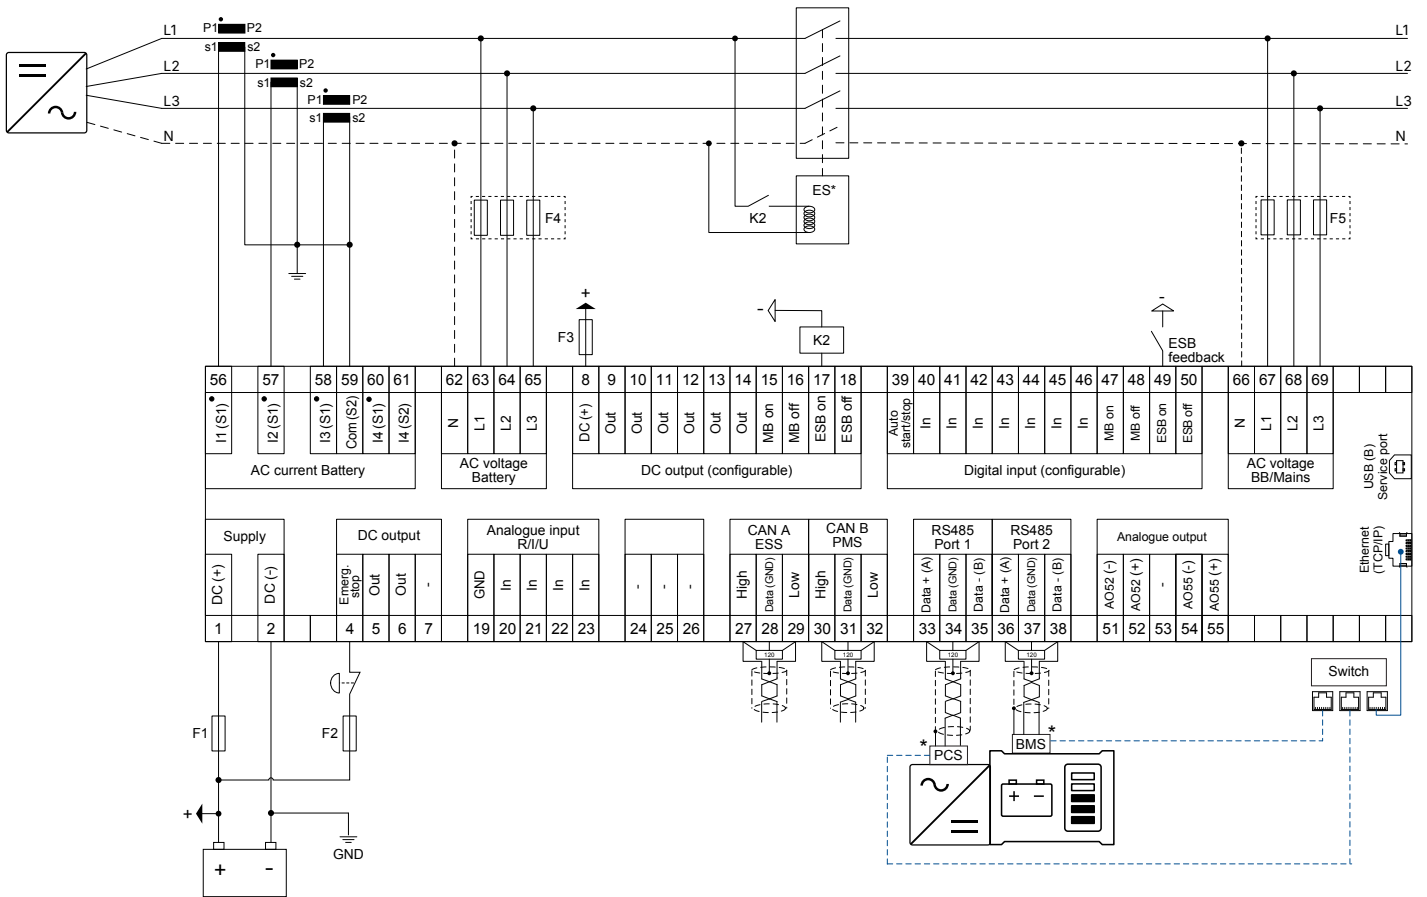 P1 P2
L1 L1
s1 s2
P1 P2
L2 L2
s1 s2
P1 P2
L3 L3
s1 s2
N N
ES*
K2
F4
F5
+
-
-
F3
K2
ESB
feedback
56 57 58 59 60 61 62 63 64 65 8 9 10 11 12 13 14 15 16 17 18 39 40 41 42 43 44 45 46 47 48 49 50 66 67 68 69
I1 (S1)
I2 (S1)
I3 (S1)
Com (S2)
I4 (S1)
I4 (S2)
N
L1
L2
L3
DC (+)
Out
Out
Out
Out
Out
Out
MB on
MB off
ESB on
ESB off
Auto
start/stop
In
In
In
In
In
In
In
MB on
MB off
ESB on
ESB off
N
L1
L2
L3
AC current Battery
AC voltage
Battery
DC output (configurable)
Digital input (configurable)
AC voltage
BB/Mains
USB (B)
Service port
Ethernet
(TCP/IP)
Supply
DC output
Analogue input
R/I/U
CAN A
ESS
CAN B
PMS
RS485
Port 1
RS485
Port 2
Analogue output
DC (+)
DC (-)
Emerg.
stop
Out
Out
-
GND
In
In
In
In
-
-
-
High
Data (GND)
Low
High
Data (GND)
Low
Data + (A)
Data (GND)
Data - (B)
Data + (A)
Data (GND)
Data - (B)
AO52 (-)
AO52 (+)
-
AO55 (-)
AO55 (+)
1 2 4 5 6 7 19 20 21 22 23 24 25 26 27 28 29 30 31 32 33 34 35 36 37 38 51 52 53 54 55
120 120 120 120
Switch
F1
F2
* PCS
BMS *
+ -
+
GND
+ -